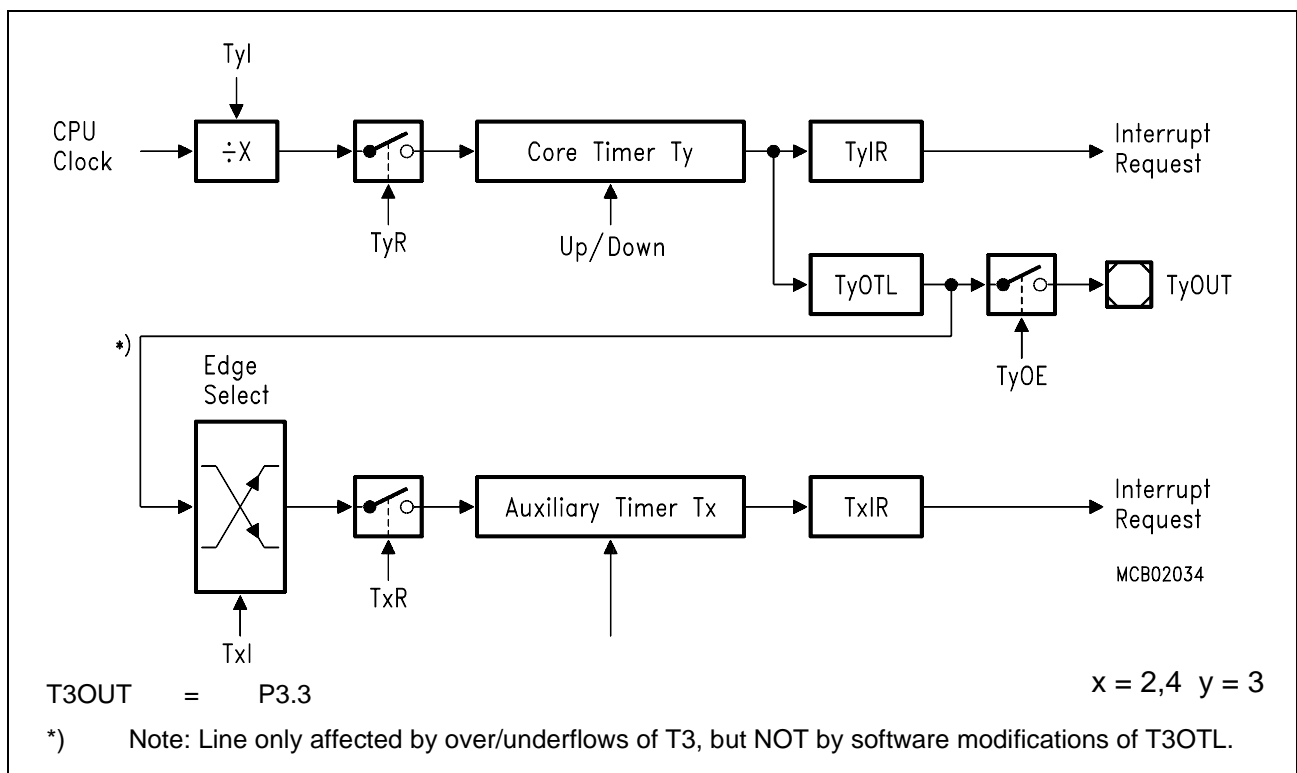 TyI
CPU
Clock
÷X
TyR
Core Timer Ty
Up/Down
TyIR
Interrupt
Request
TyOTL
TyOUT
TyOE
*)
Edge
Select
TxI
TxR
Auxiliary Timer Tx
TxIR
Interrupt
Request
MCB02034
T3OUT = P3.3
x = 2,4 y = 3
*) Note: Line only affected by over/underflows of T3, but NOT by software modifications of T3OTL.